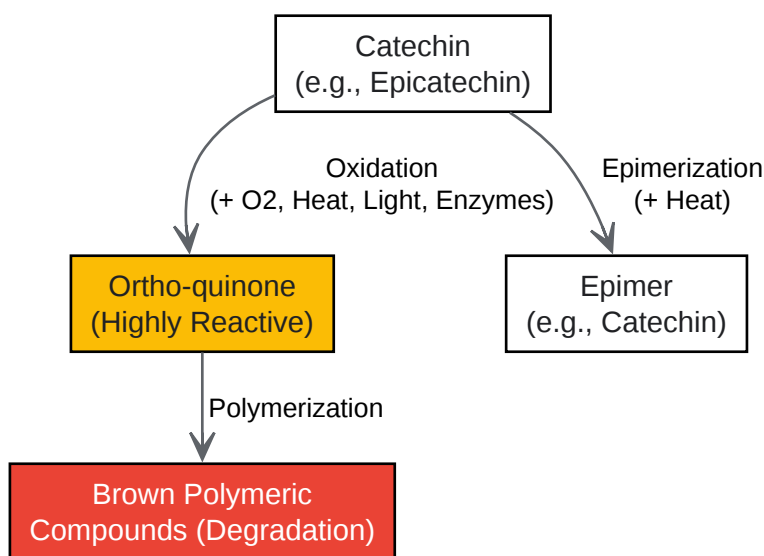 Catechin
(e.g., Epicatechin)
Oxidation
(+ O2, Heat, Light, Enzymes)
Epimerization
(+ Heat)
Ortho-quinone
(Highly Reactive)
Epimer
(e.g., Catechin)
Polymerization
Brown Polymeric
Compounds (Degradation)